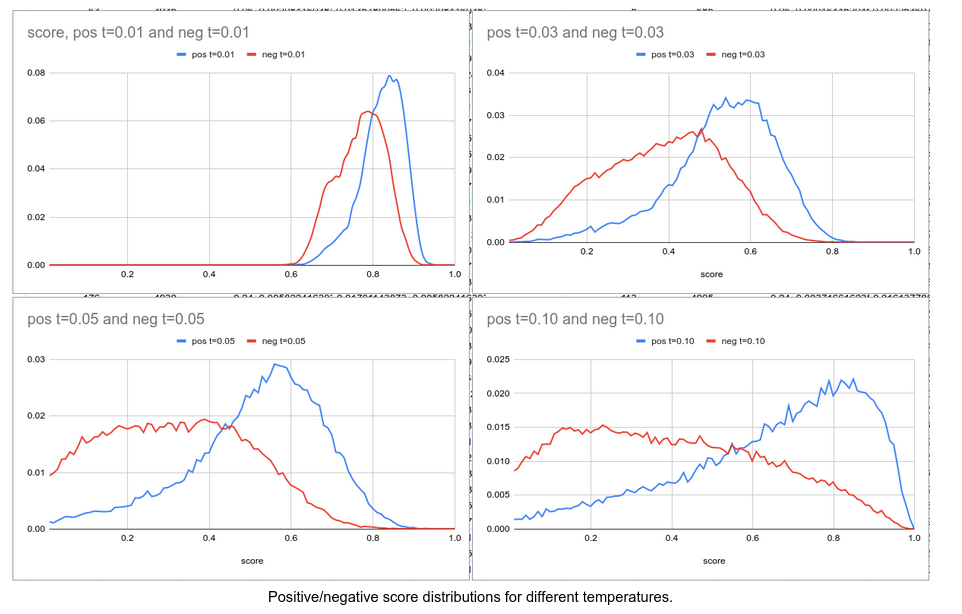 score, pos t=0.01 and neg t=0.01
pos t=0.01 neg t=0.01
0.08
0.06
0.04
0.02
0.00
0.2 0.4 0.6 0.8 1.0
pos t=0.03 and neg t=0.03
pos t=0.03 neg t=0.03
0.04
0.03
0.02
0.01
0.00
0.2 0.4 0.6 0.8 1.0
score
pos t=0.05 and neg t=0.05
pos t=0.05 neg t=0.05
0.03
0.02
0.01
0.00
0.2 0.4 0.6 0.8 1.0
score
pos t=0.10 and neg t=0.10
pos t=0.10 neg t=0.10
0.025
0.020
0.015
0.010
0.005
0.000
0.2 0.4 0.6 0.8 1.0
score
Positive/negative score distributions for different temperatures.